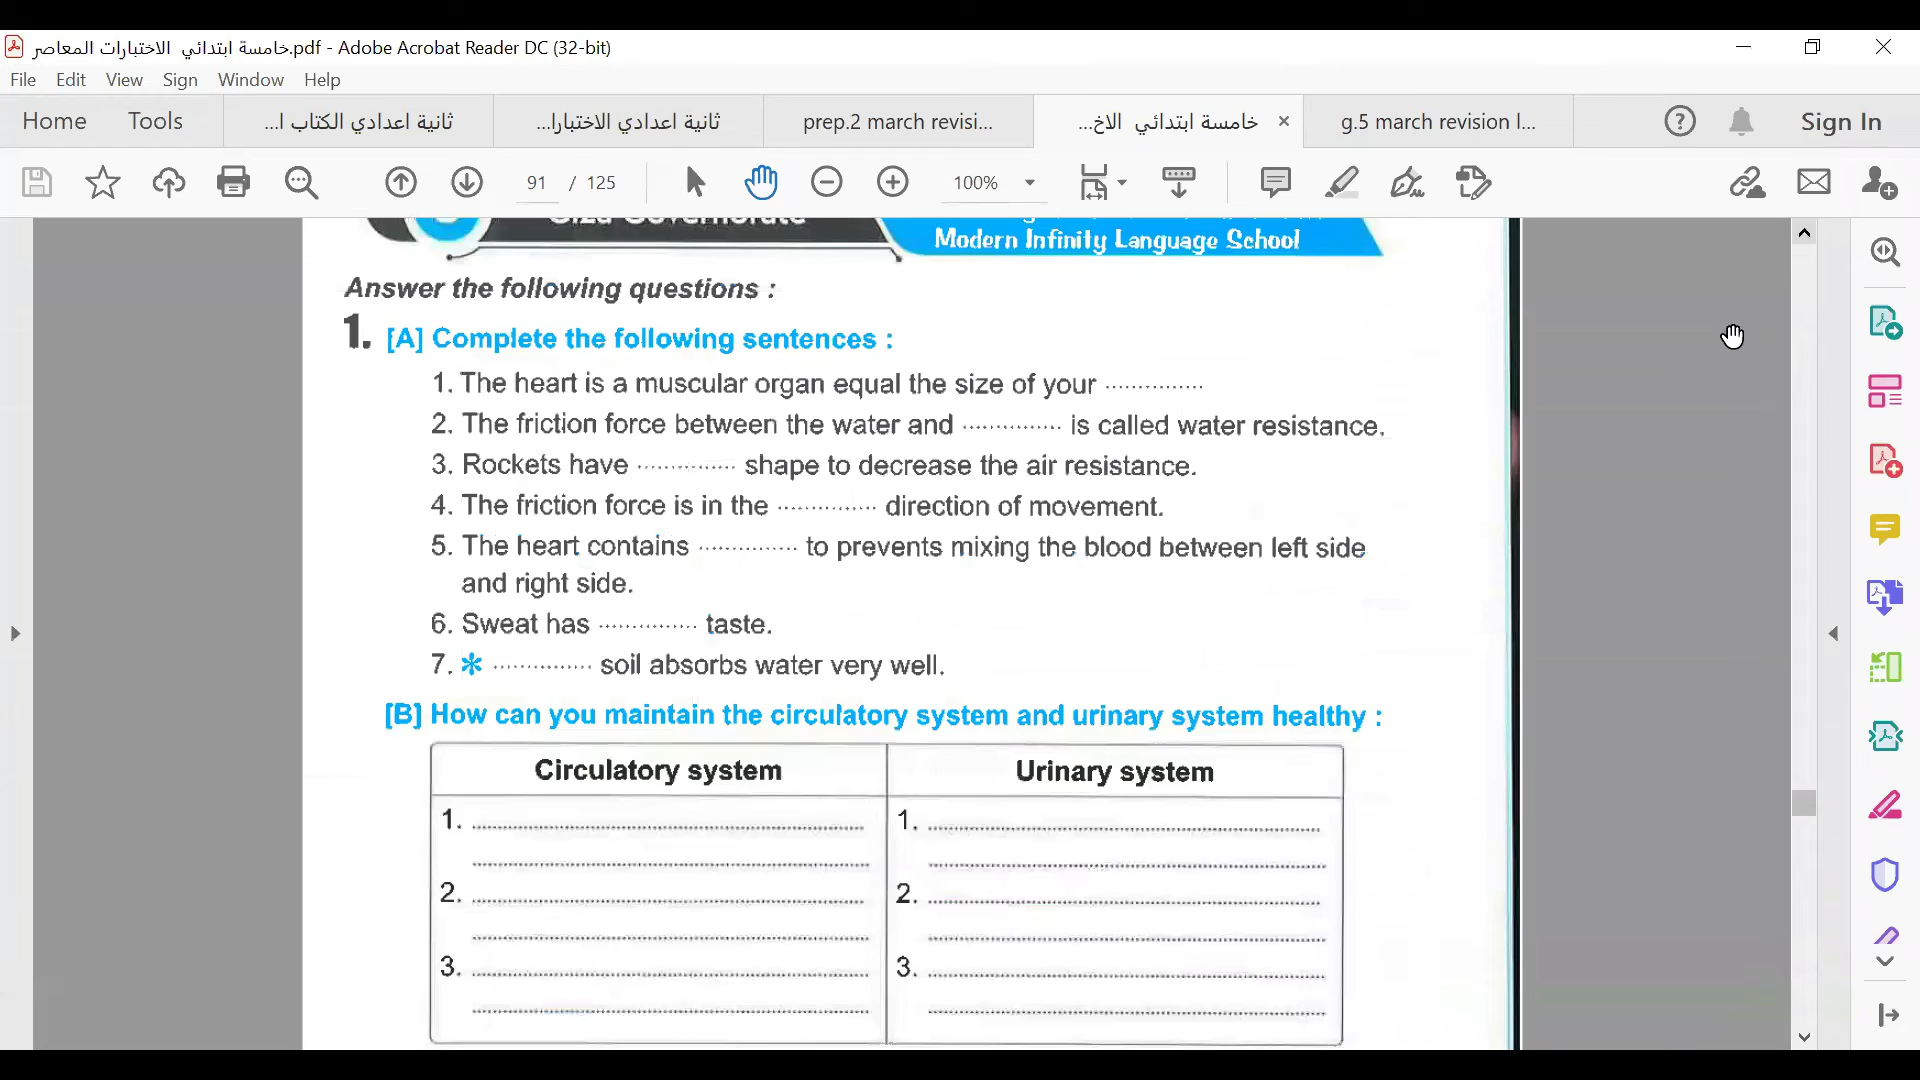 خامسة ابتدائي الاختبارات المعاصر.pdf - Adobe Acrobat Reader DC (32-bit)
File Edit View Sign Window Help
Home Tools ثانية اعدادي الكتاب ا... ثانية اعدادي الاختبارا... prep.2 march revisi... خامسة ابتدائي الاخ... × g.5 march revision l... Sign In
91 / 125 100%
Giza Governorate
Modern Infinity Language School
Answer the following questions :
1. [A] Complete the following sentences :
1. The heart is a muscular organ equal the size of your ...............
2. The friction force between the water and ............... is called water resistance.
3. Rockets have ............... shape to decrease the air resistance.
4. The friction force is in the ............... direction of movement.
5. The heart contains ............... to prevents mixing the blood between left side
and right side.
6. Sweat has ............... taste.
7. * ............... soil absorbs water very well.
[B] How can you maintain the circulatory system and urinary system healthy :
Circulatory system Urinary system
1. 1.
2. 2.
3. 3.